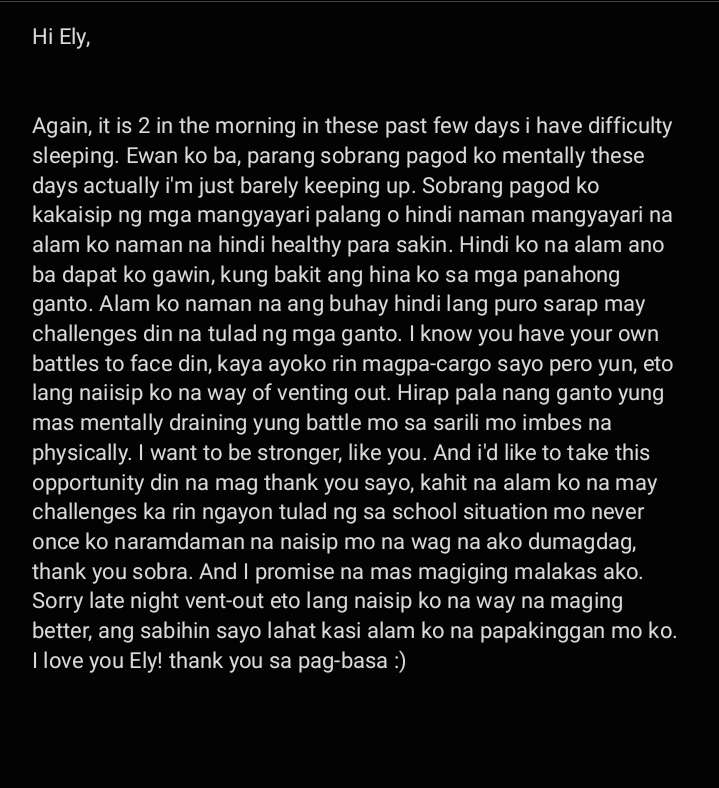 Hi Ely,
Again, it is 2 in the morning in these past few days i have difficulty
sleeping. Ewan ko ba, parang sobrang pagod ko mentally these
days actually i'm just barely keeping up. Sobrang pagod ko
kakaisip ng mga mangyayari palang o hindi naman mangyayari na
alam ko naman na hindi healthy para sakin. Hindi ko na alam ano
ba dapat ko gawin, kung bakit ang hina ko sa mga panahong
ganto. Alam ko naman na ang buhay hindi lang puro sarap may
challenges din na tulad ng mga ganto. I know you have your own
battles to face din, kaya ayoko rin magpa-cargo sayo pero yun, eto
lang naiisip ko na way of venting out. Hirap pala nang ganto yung
mas mentally draining yung battle mo sa sarili mo imbes na
physically. I want to be stronger, like you. And i'd like to take this
opportunity din na mag thank you sayo, kahit na alam ko na may
challenges ka rin ngayon tulad ng sa school situation mo never
once ko naramdaman na naisip mo na wag na ako dumagdag,
thank you sobra. And I promise na mas magiging malakas ako.
Sorry late night vent-out eto lang naisip ko na way na maging
better, ang sabihin sayo lahat kasi alam ko na papakinggan mo ko.
I love you Ely! thank you sa pag-basa :)